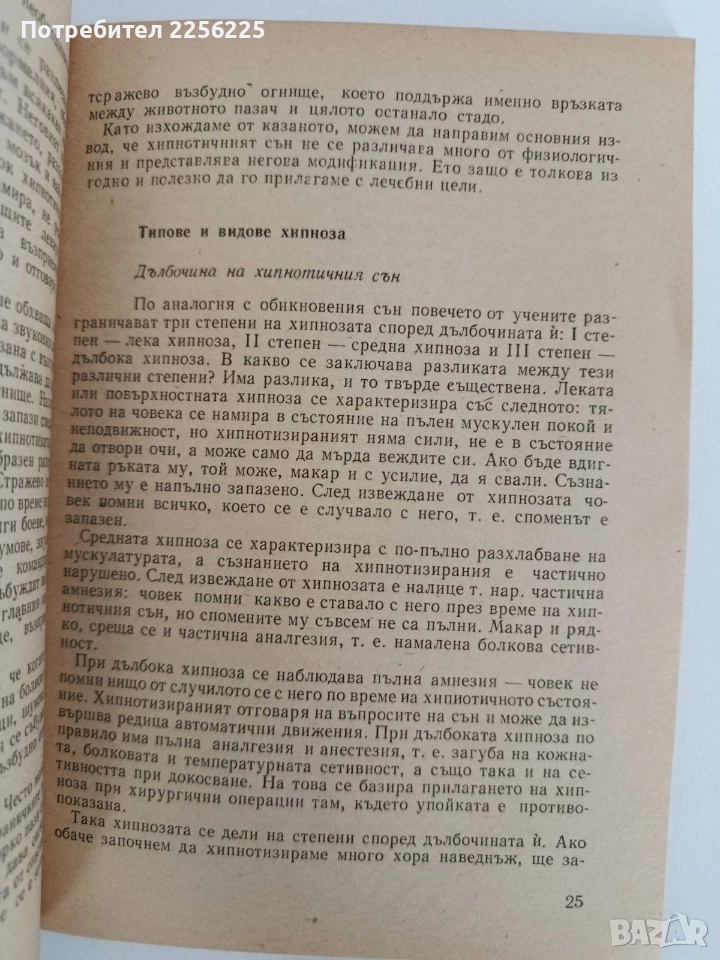 Потребител 2256225
тсражево възбудно огнище, което поддържа именно връзката
между животното пазач и цялото останало стадо.
Като изхождаме от казаното, можем да направим основния из-
вод, че хипнотичният сън не се различава много от физиологич-
ния и представлява негова модификация. Ето защо е толкова из
годно и полезно да го прилагаме с лечебни цели.
Типове и видове хипноза
Дълбочина на хипнотичния сън
По аналогия с обикновения сън повечето от учените раз-
граничават три степени на хипнозата според дълбочината ѝ: I сте-
пен — лека хипноза, II степен — средна хипноза и III степен —
дълбока хипноза. В какво се заключава разликата между тези
различни степени? Има разлика, и то твърде съществена. Леката
или повърхностната хипноза се характеризира със следното: тя-
лото на човека се намира в състояние на пълен мускулен покой и
неподвижност, но хипнотизираният няма сили, не е в състояние
да отвори очи, а може само да мърда веждите си. Ако бъде вдиг-
ната ръката му, той може, макар и с усилие, да я свали. Съзна-
нието му е напълно запазено. След извеждане от хипнозата чо-
век помни всичко, което се е случвало с него, т. е. споменът е
запазен.
Средната хипноза се характеризира с по-пълно разхлабване на
мускулатурата, а съзнанието на хипнотизирания е частично
нарушено. След извеждане от хипнозата е налице т. нар. частична
амнезия: човек помни какво е ставало с него през време на хип-
нотичния сън, но спомените му съвсем не са пълни. Макар и ряд-
ко, среща се и частична аналгезия, т. е. намалена болкова сетив-
ност.
При дълбока хипноза се наблюдава пълна амнезия — човек не
помни нищо от случилото се с него по време на хипнотичното състоя-
ние. Хипнотизираният отговаря на въпросите на сън и може да из-
вършва редица автоматични движения. При дълбоката хипноза по
правило има пълна аналгезия и анестезия, т. е. загуба на кожна-
та, болковата и температурната сетивност, а също така и на се-
тивността при докосване. На това се базира прилагането на хип-
ноза при хирургични операции там, където упойката е противо-
показана.
Така хипнозата се дели на степени според дълбочината ѝ. Ако
обаче започнем да хипнотизираме много хора наведнъж, ще за-
25
BAZAR